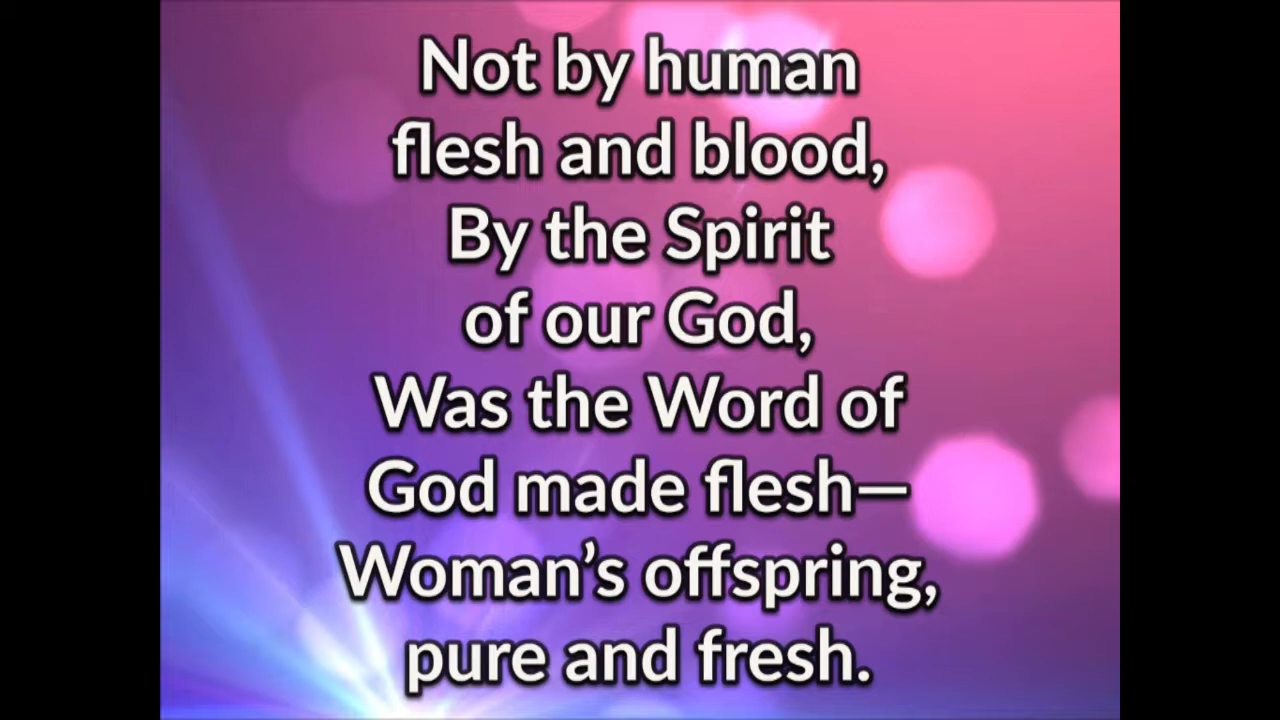 Not by human
flesh and blood,
By the Spirit
of our God,
Was the Word of
God made flesh—
Woman’s offspring,
pure and fresh.